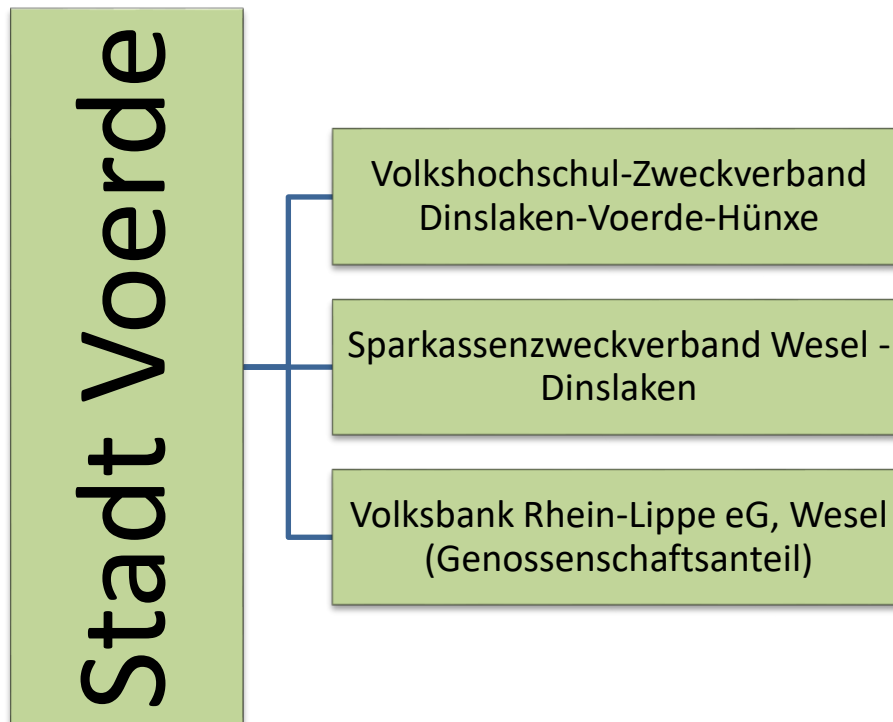 Stadt Voerde
Volkshochschul-Zweckverband
Dinslaken-Voerde-Hünxe
Sparkassenzweckverband Wesel -
Dinslaken
Volksbank Rhein-Lippe eG, Wesel
(Genossenschaftsanteil)